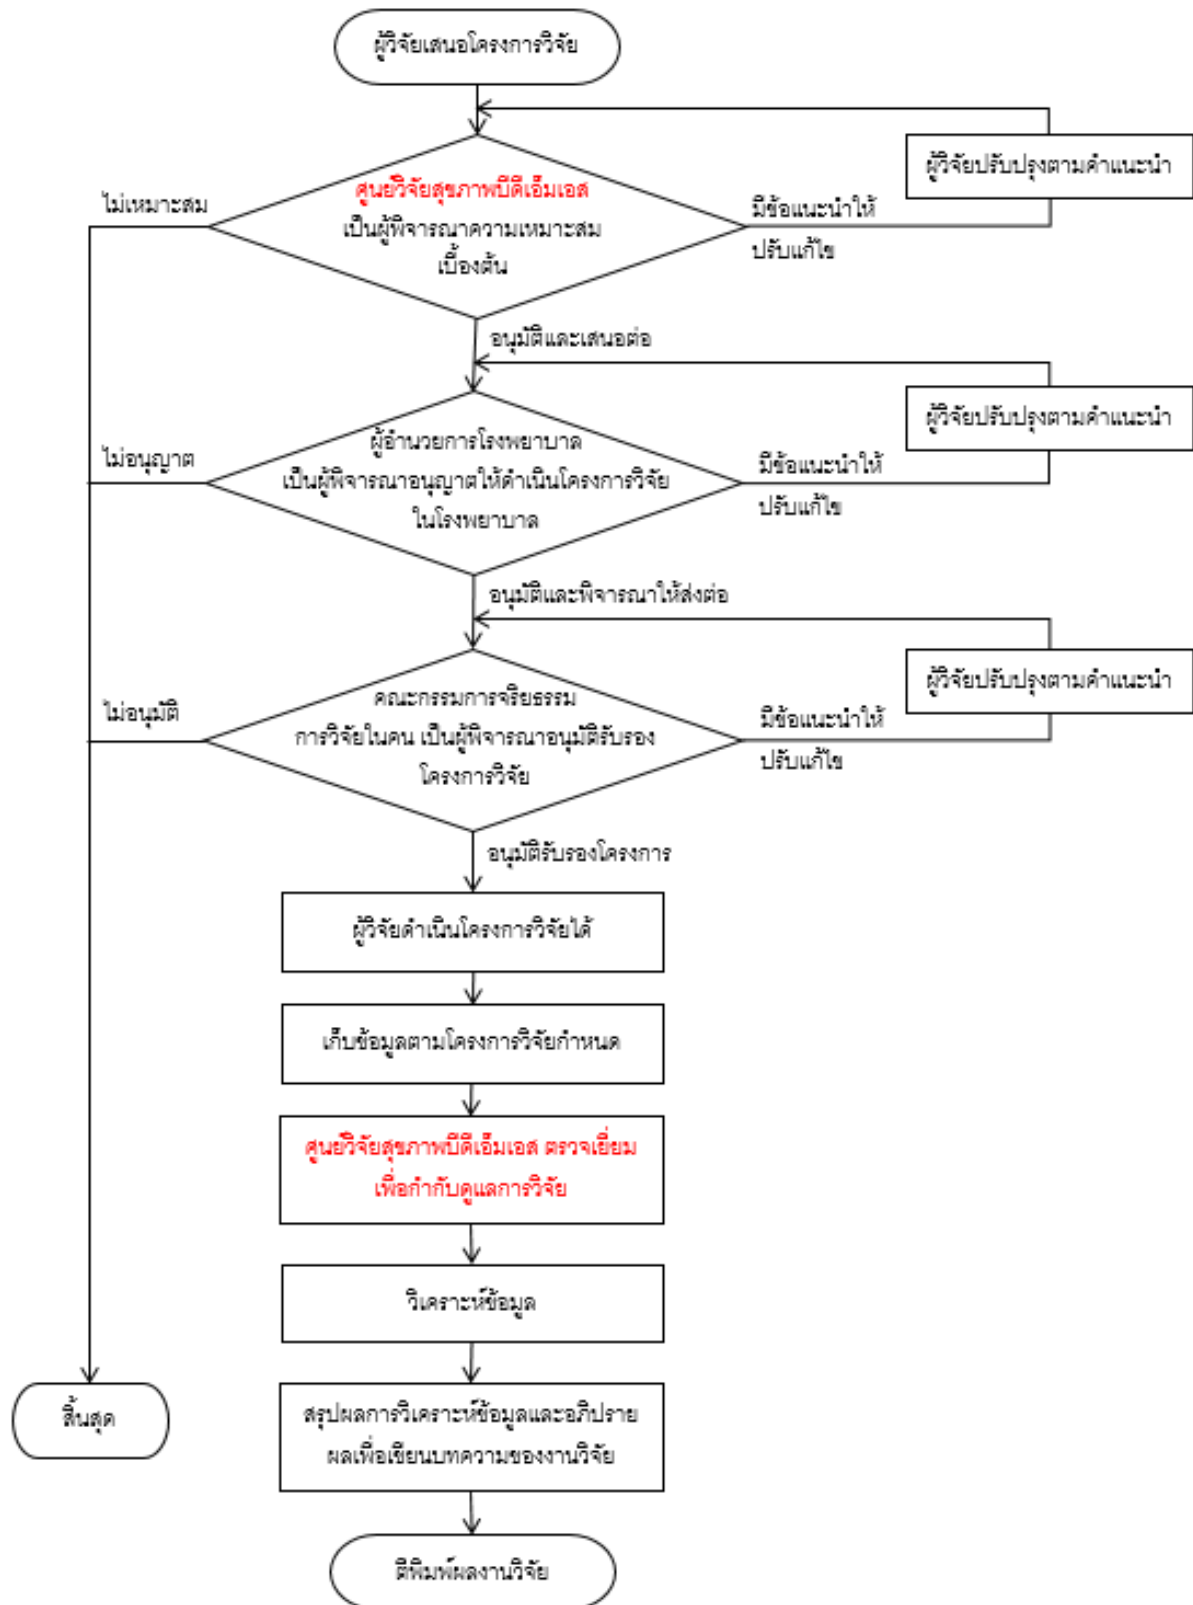 ผู้วิจัยเสนอโครงการวิจัย
ผู้วิจัยปรับปรุงตามคำแนะนำ
ศูนย์วิจัยสุขภาพบีดีเอ็มเอส
เป็นผู้พิจารณาความเหมาะสม
เบื้องต้น
ไม่เหมาะสม
มีข้อแนะนำให้
ปรับแก้ไข
อนุมัติและเสนอต่อ
ผู้วิจัยปรับปรุงตามคำแนะนำ
ผู้อำนวยการโรงพยาบาล
เป็นผู้พิจารณาอนุญาตให้ดำเนินโครงการวิจัย
ในโรงพยาบาล
ไม่อนุญาต
มีข้อแนะนำให้
ปรับแก้ไข
อนุมัติและพิจารณาให้ส่งต่อ
ผู้วิจัยปรับปรุงตามคำแนะนำ
คณะกรรมการจริยธรรม
การวิจัยในคน เป็นผู้พิจารณาอนุมัติรับรอง
โครงการวิจัย
ไม่อนุมัติ
มีข้อแนะนำให้
ปรับแก้ไข
อนุมัติรับรองโครงการ
ผู้วิจัยดำเนินโครงการวิจัยได้
เก็บข้อมูลตามโครงการวิจัยกำหนด
ศูนย์วิจัยสุขภาพบีดีเอ็มเอส ตรวจเยี่ยม
เพื่อกำกับดูแลการวิจัย
วิเคราะห์ข้อมูล
สิ้นสุด
สรุปผลการวิเคราะห์ข้อมูลและอภิปราย
ผลเพื่อเขียนบทความของงานวิจัย
ตีพิมพ์ผลงานวิจัย